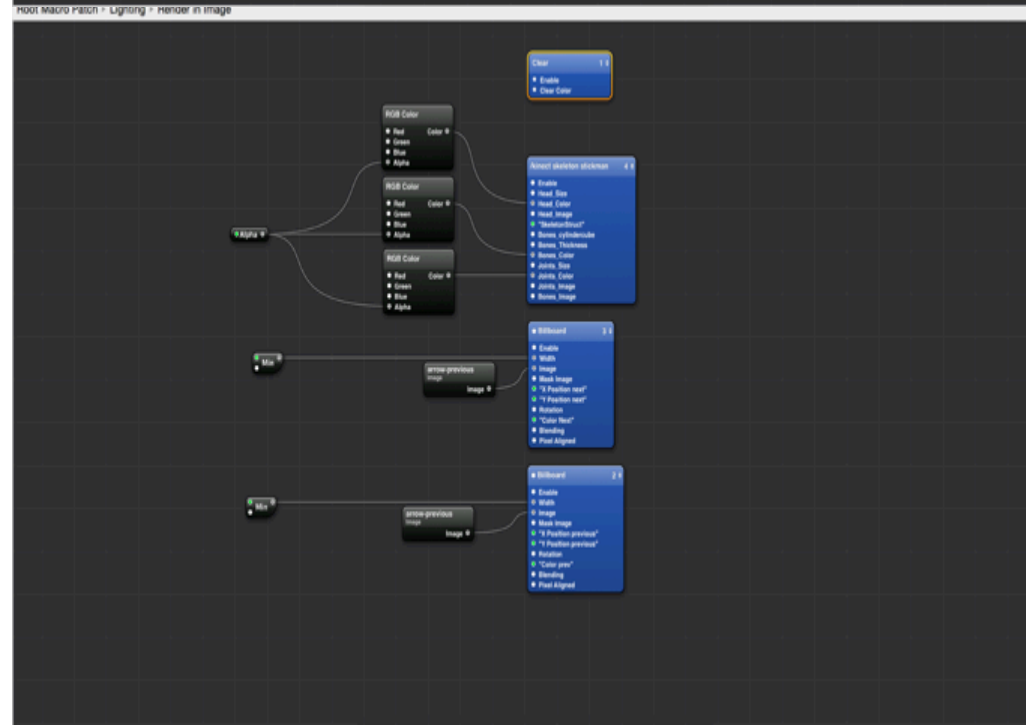 Root Macro Patch > Lighting > Render in Image
Clear 1
Enable
Clear Color
RGB Color
Red Color
Green
Blue
Alpha
RGB Color
Red Color
Green
Blue
Alpha
Alpha
RGB Color
Red Color
Green
Blue
Alpha
/kinect skeleton stickman 4
Enable
Head_Size
Head_Color
Head_Image
"SkeletonStruct"
Bones_cylindercube
Bones_Thickness
Bones_Color
Joints_Size
Joints_Color
Joints_Image
Bones_Image
Min
arrow-previous
Image
Image
Billboard 3
Enable
Width
Image
Mask Image
"X Position next"
"Y Position next"
Rotation
"Color Next"
Blending
Pixel Aligned
Min
arrow-previous
Image
Image
Billboard 2
Enable
Width
Image
Mask Image
"X Position previous"
"Y Position previous"
Rotation
"Color prev"
Blending
Pixel Aligned